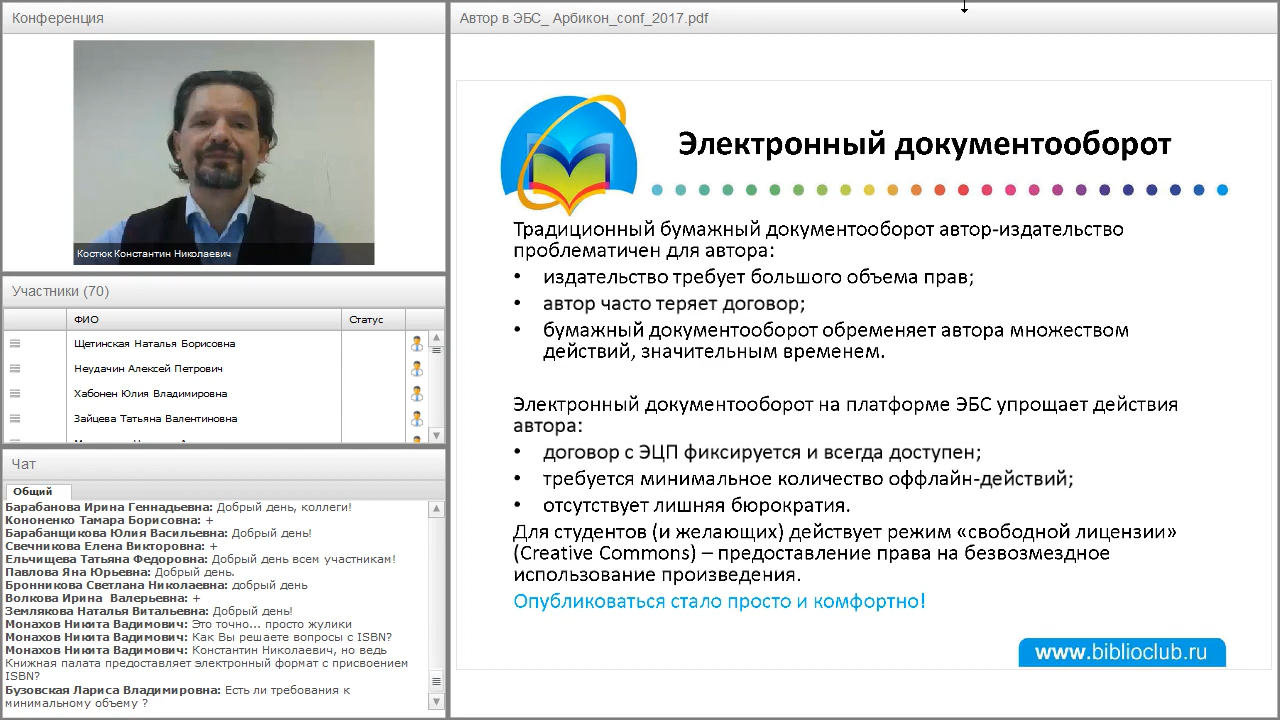 Конференция
Костюк Константин Николаевич
Участники (70)
ФИО
Статус
Щетинская Наталья Борисовна
Неудачин Алексей Петрович
Хабонен Юлия Владимировна
Зайцева Татьяна Валентиновна
Чат
Общий
Барабанова Ирина Геннадьевна: Добрый день, коллеги!
Кононенко Тамара Борисовна: +
Барабанщикова Юлия Васильевна: Добрый день!
Свечникова Елена Викторовна: +
Ельчищева Татьяна Федоровна: Добрый день всем участникам!
Павлова Яна Юрьевна: Добрый день.
Бронникова Светлана Николаевна: добрый день
Волкова Ирина Валерьевна: +
Землякова Наталья Витальевна: Добрый день!
Монахов Никита Вадимович: Это точно... просто жулики
Монахов Никита Вадимович: Как Вы решаете вопросы с ISBN?
Монахов Никита Вадимович: Константин Николаевич, но ведь
Книжная палата предоставляет электронный формат с присвоением
ISBN?
Бузовская Лариса Владимировна: Есть ли требования к
минимальному объему ?
Автор в ЭБС_ Арбикон_conf_2017.pdf
Электронный документооборот
Традиционный бумажный документооборот автор-издательство
проблематичен для автора:
• издательство требует большого объема прав;
• автор часто теряет договор;
• бумажный документооборот обременяет автора множеством
действий, значительным временем.
Электронный документооборот на платформе ЭБС упрощает действия
автора:
• договор с ЭЦП фиксируется и всегда доступен;
• требуется минимальное количество оффлайн-действий;
• отсутствует лишняя бюрократия.
Для студентов (и желающих) действует режим «свободной лицензии»
(Creative Commons) – предоставление права на безвозмездное
использование произведения.
Опубликоваться стало просто и комфортно!
www.biblioclub.ru